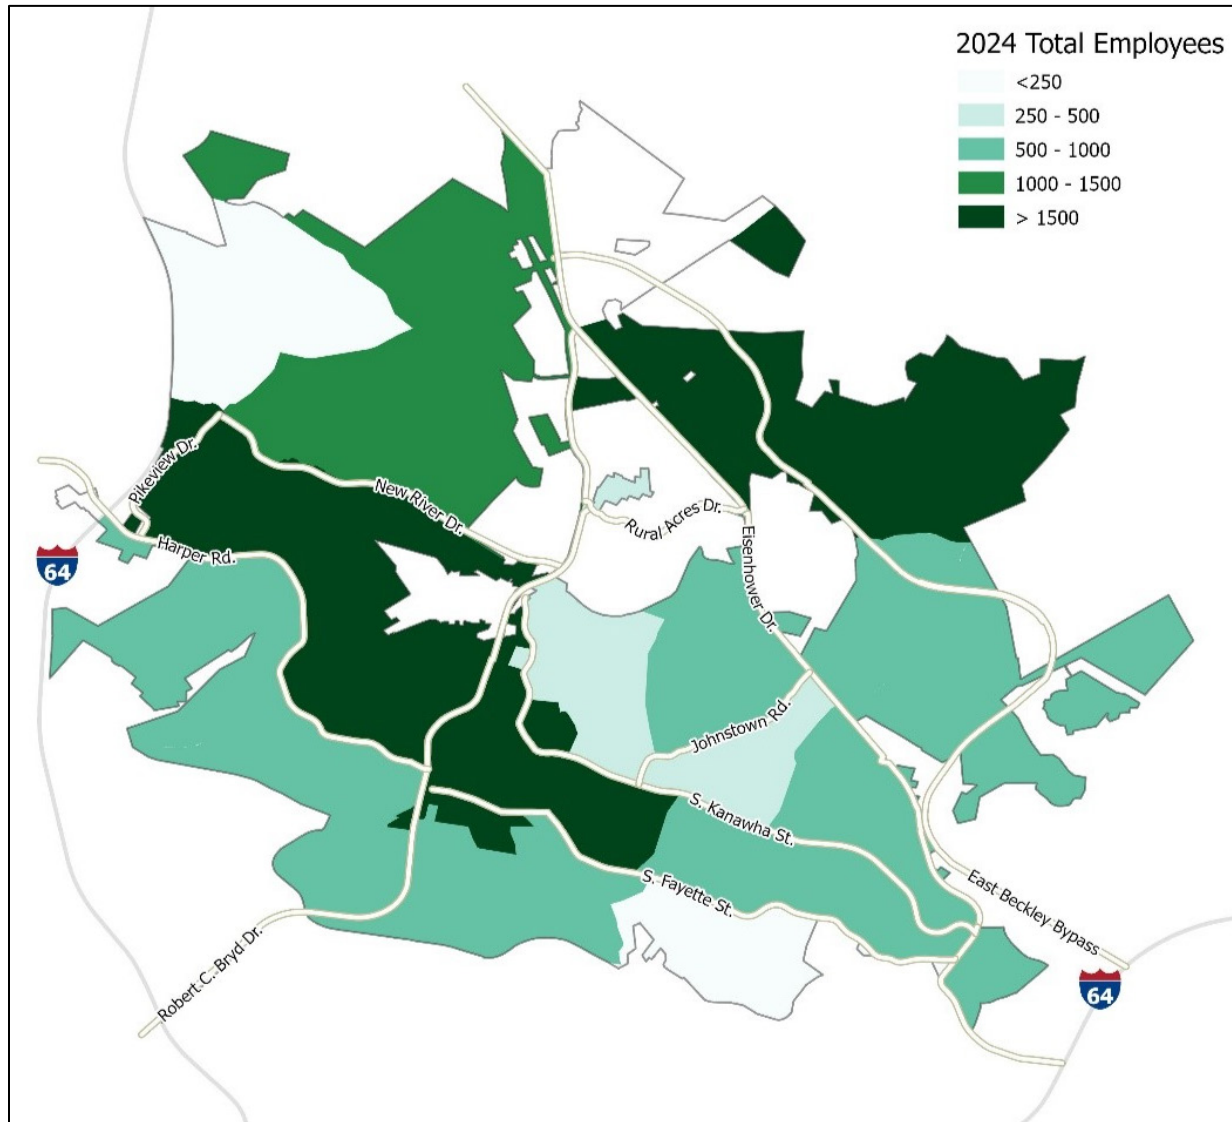 2024 Total Employees
<250
250 - 500
500 - 1000
1000 - 1500
> 1500
Pikeview Dr.
New River Dr.
Rural Acres Dr.
Harper Rd.
Eisenhower Dr.
64
Johnstown Rd.
S. Kanawha St.
S. Fayette St.
East Beckley Bypass
Robert C. Bryd Dr.
64